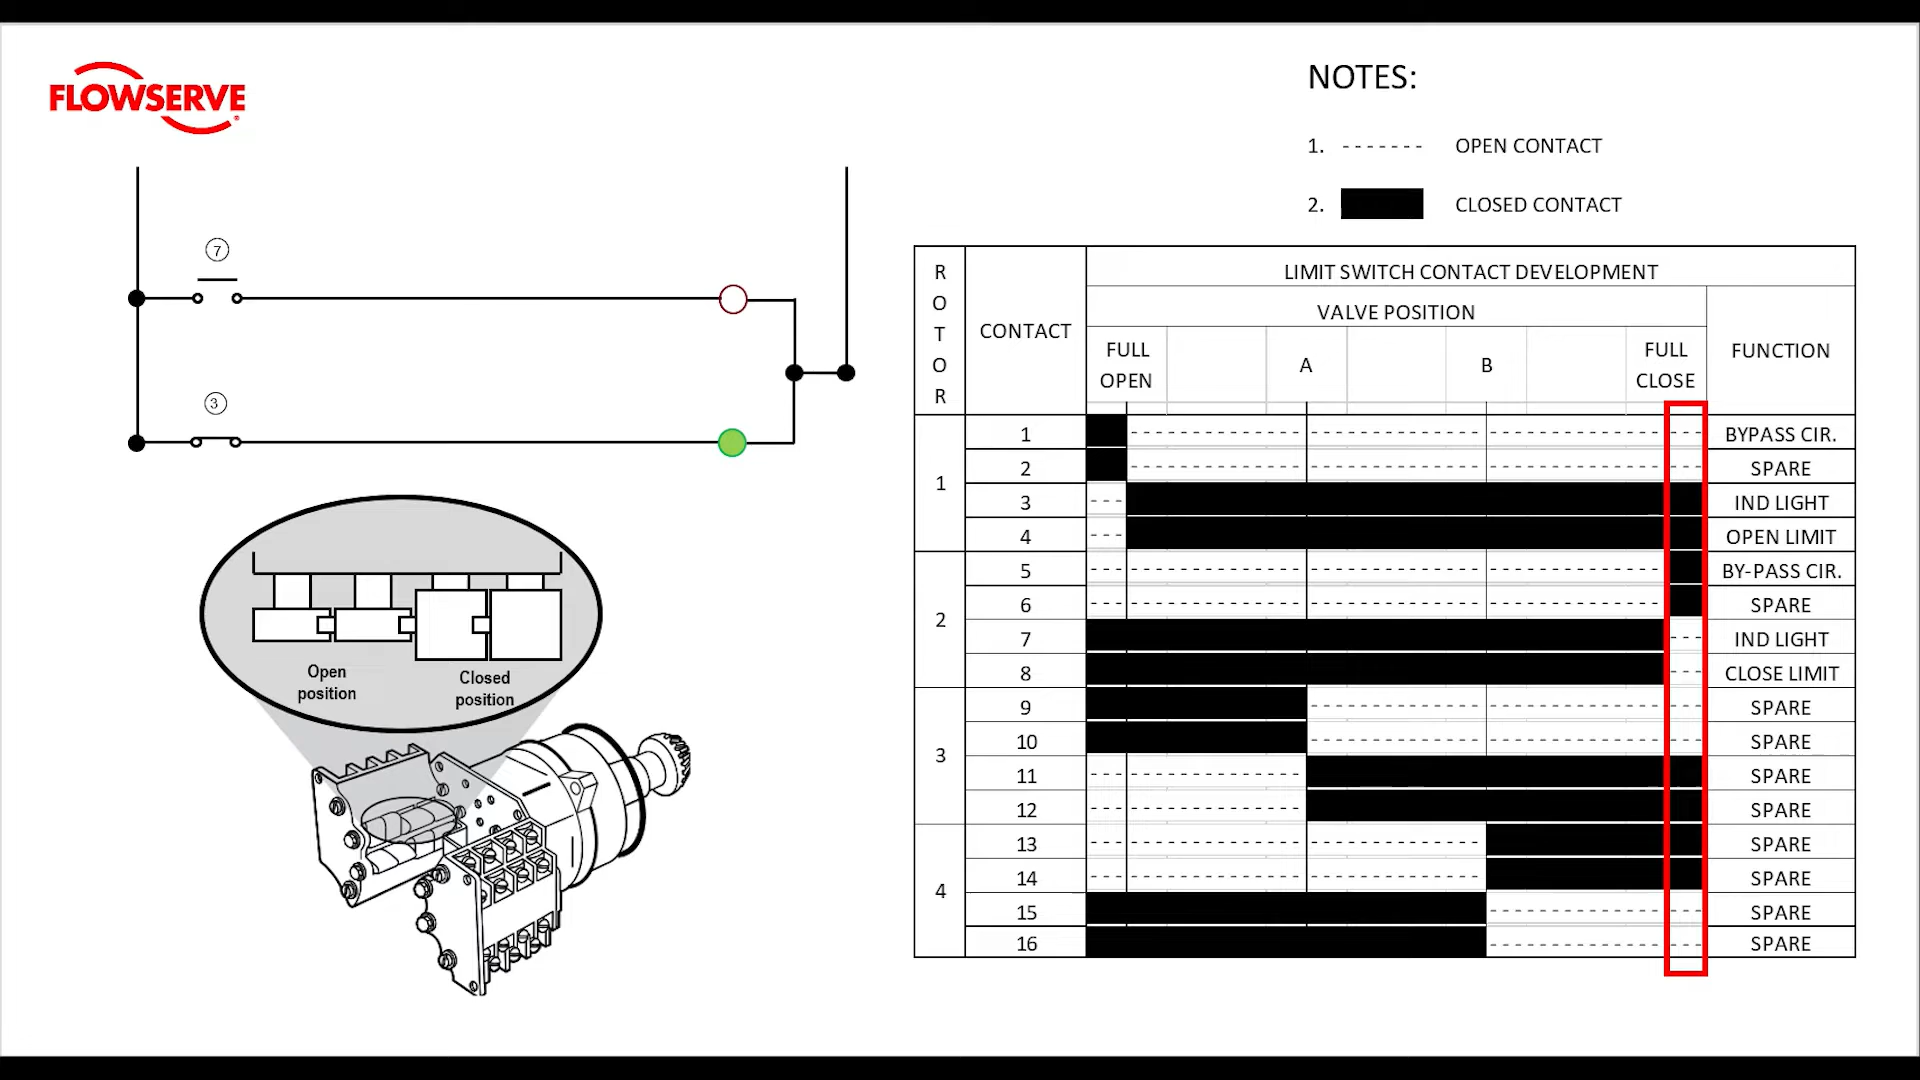 FLOWSERVE®
NOTES:
1. ------- OPEN CONTACT
2. CLOSED CONTACT
7
3
Open
position
Closed
position
ROTOR
CONTACT
LIMIT SWITCH CONTACT DEVELOPMENT
VALVE POSITION
FULL OPEN A B FULL CLOSE
FUNCTION
1
1 BYPASS CIR.
2 SPARE
3 IND LIGHT
4 OPEN LIMIT
2
5 BY-PASS CIR.
6 SPARE
7 IND LIGHT
8 CLOSE LIMIT
3
9 SPARE
10 SPARE
11 SPARE
12 SPARE
4
13 SPARE
14 SPARE
15 SPARE
16 SPARE